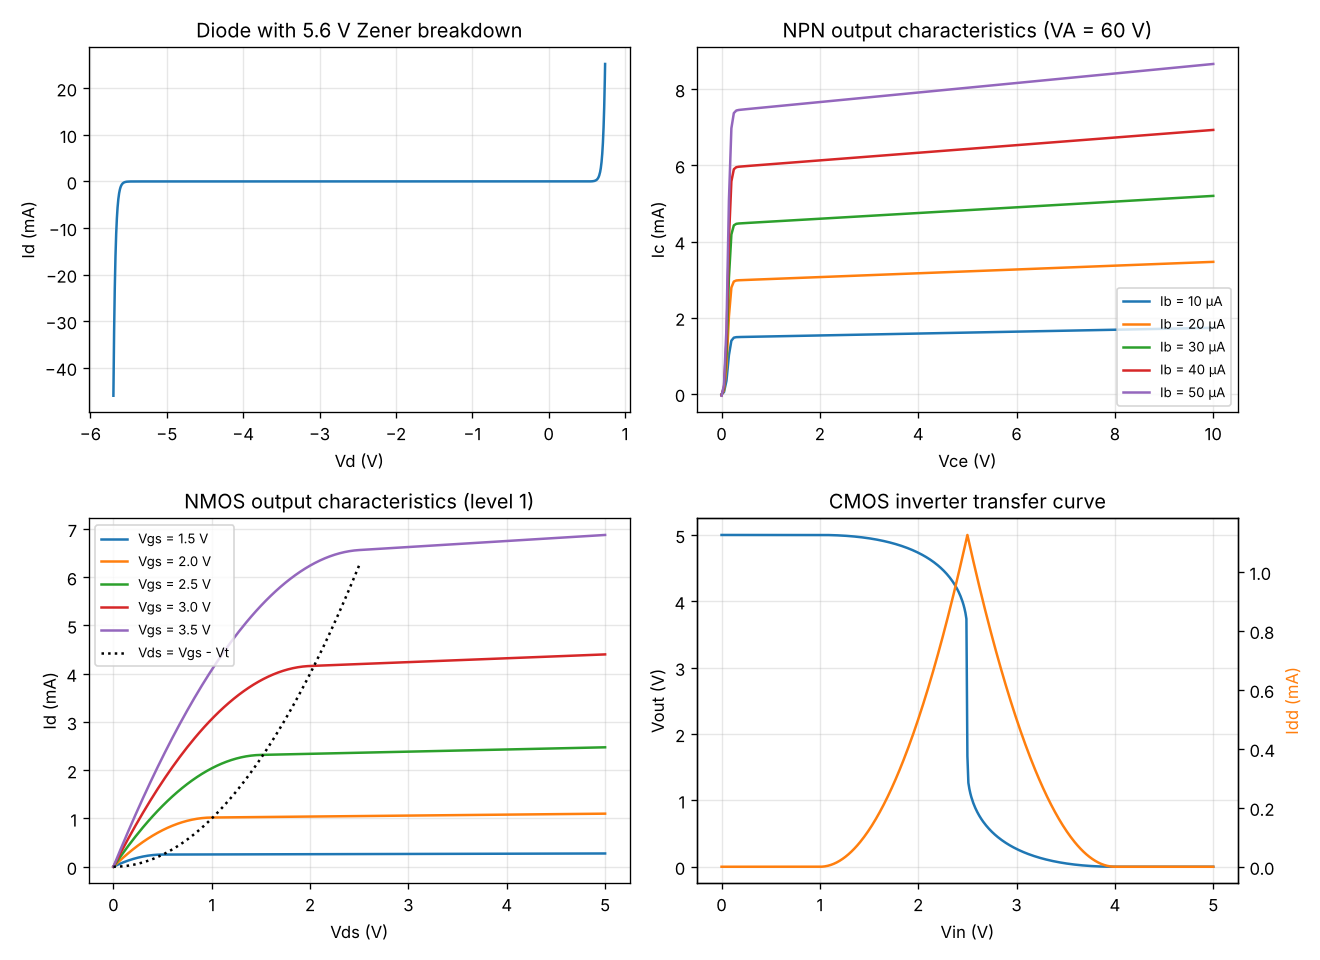 Diode with 5.6 V Zener breakdown
Id (mA)
20
10
0
−10
−20
−30
−40
−6 −5 −4 −3 −2 −1 0 1
Vd (V)
NPN output characteristics (VA = 60 V)
Ic (mA)
8
6
4
2
0
Ib = 10 µA
Ib = 20 µA
Ib = 30 µA
Ib = 40 µA
Ib = 50 µA
0 2 4 6 8 10
Vce (V)
NMOS output characteristics (level 1)
Id (mA)
7
6
5
4
3
2
1
0
Vgs = 1.5 V
Vgs = 2.0 V
Vgs = 2.5 V
Vgs = 3.0 V
Vgs = 3.5 V
Vds = Vgs - Vt
0 1 2 3 4 5
Vds (V)
CMOS inverter transfer curve
Vout (V)
5
4
3
2
1
0
0 1 2 3 4 5
Vin (V)
1.0
0.8
0.6
0.4
0.2
0.0
Idd (mA)